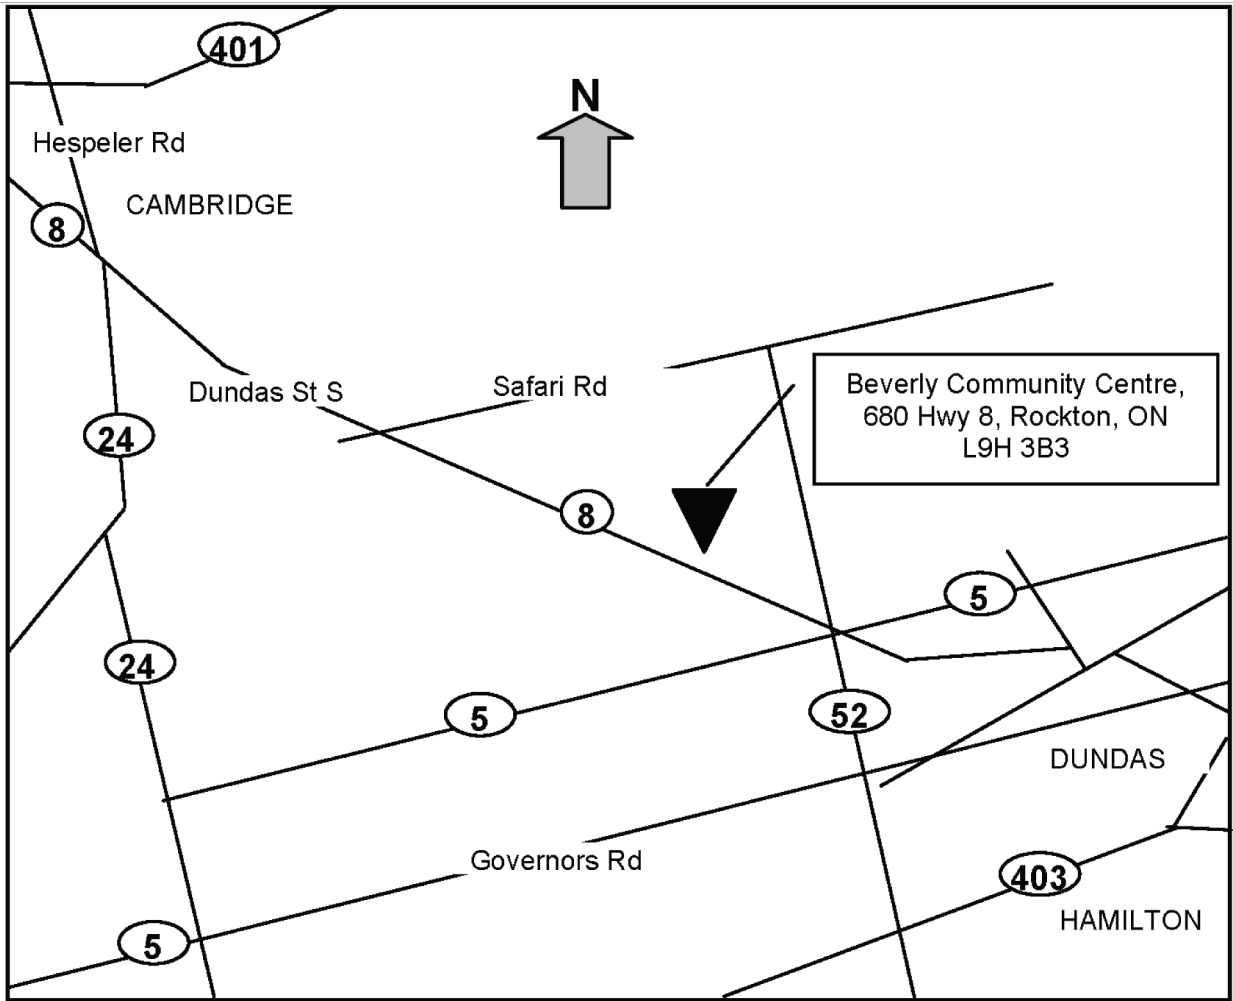 401
N
Hespeler Rd
CAMBRIDGE
8
Dundas St S
Safari Rd
Beverly Community Centre,
680 Hwy 8, Rockton, ON
L9H 3B3
24
8
5
24
5
52
DUNDAS
Governors Rd
403
HAMILTON
5